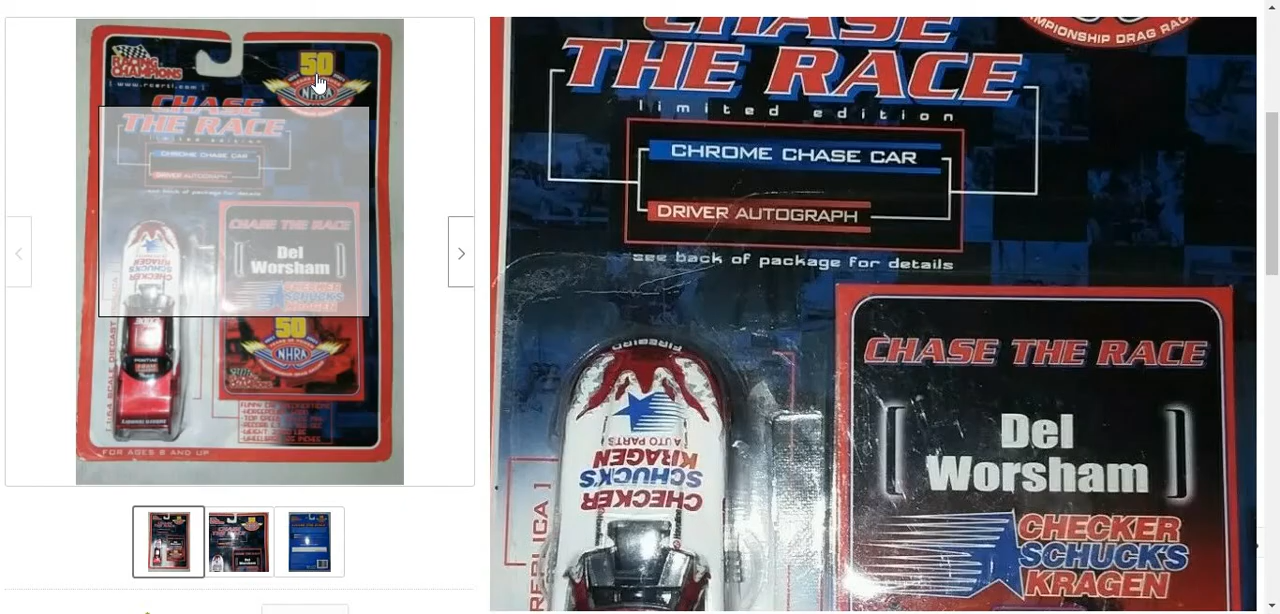 RACING
CHAMPIONS
www.rcertl.com
50
NHRA
CHASE
THE RACE
limited edition
CHROME CHASE CAR
DRIVER AUTOGRAPH
see back of package for details
CHASE THE RACE
Del
Worsham
CHECKER
SCHUCK'S
KRAGEN
50
NHRA
FOR AGES 8 AND UP
CHASE
THE RACE
limited edition
CHROME CHASE CAR
DRIVER AUTOGRAPH
see back of package for details
CHAMPIONSHIP DRAG RAC
FIREBIRD
AUTO PARTS
KRAGEN
SCHUCK'S
CHECKER
REPLICA ]
CHASE THE RACE
Del
Worsham
CHECKER
SCHUCK'S
KRAGEN